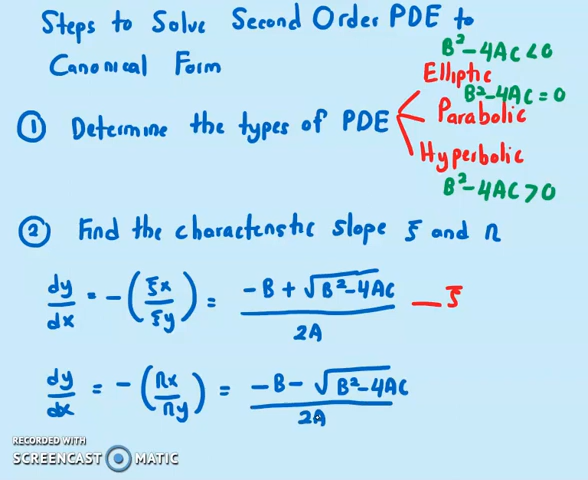 Steps to Solve Second Order PDE to
Canonical Form
B² - 4AC < 0
Elliptic
B² - 4AC = 0
① Determine the types of PDE
Parabolic
Hyperbolic
B² - 4AC > 0
② Find the characteristic slope ξ and η
dy/dx = - (ξx/ξy) = (-B + √(B² - 4AC))/2A — ξ
dy/dx = - (ηx/ηy) = (-B - √(B² - 4AC))/2A
RECORDED WITH
SCREENCAST MATIC